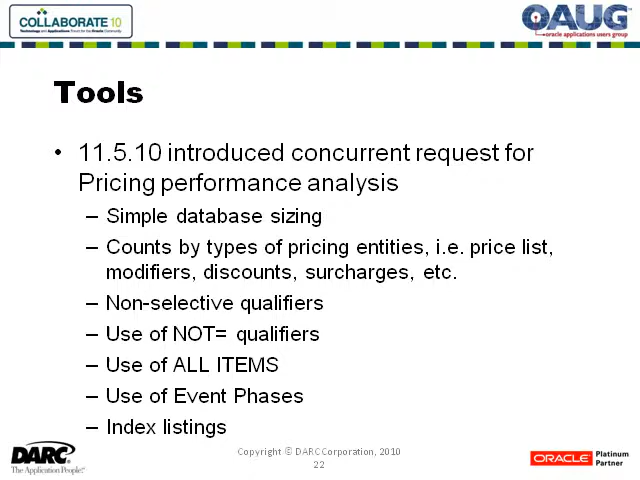 COLLABORATE 10
Technology and Applications Forum for the Oracle Community
OAUG
oracle applications users group
Tools
• 11.5.10 introduced concurrent request for
Pricing performance analysis
– Simple database sizing
– Counts by types of pricing entities, i.e. price list,
modifiers, discounts, surcharges, etc.
– Non-selective qualifiers
– Use of NOT= qualifiers
– Use of ALL ITEMS
– Use of Event Phases
– Index listings
DARC
The Application People®
Copyright © DARC Corporation, 2010
22
ORACLE
Platinum
Partner